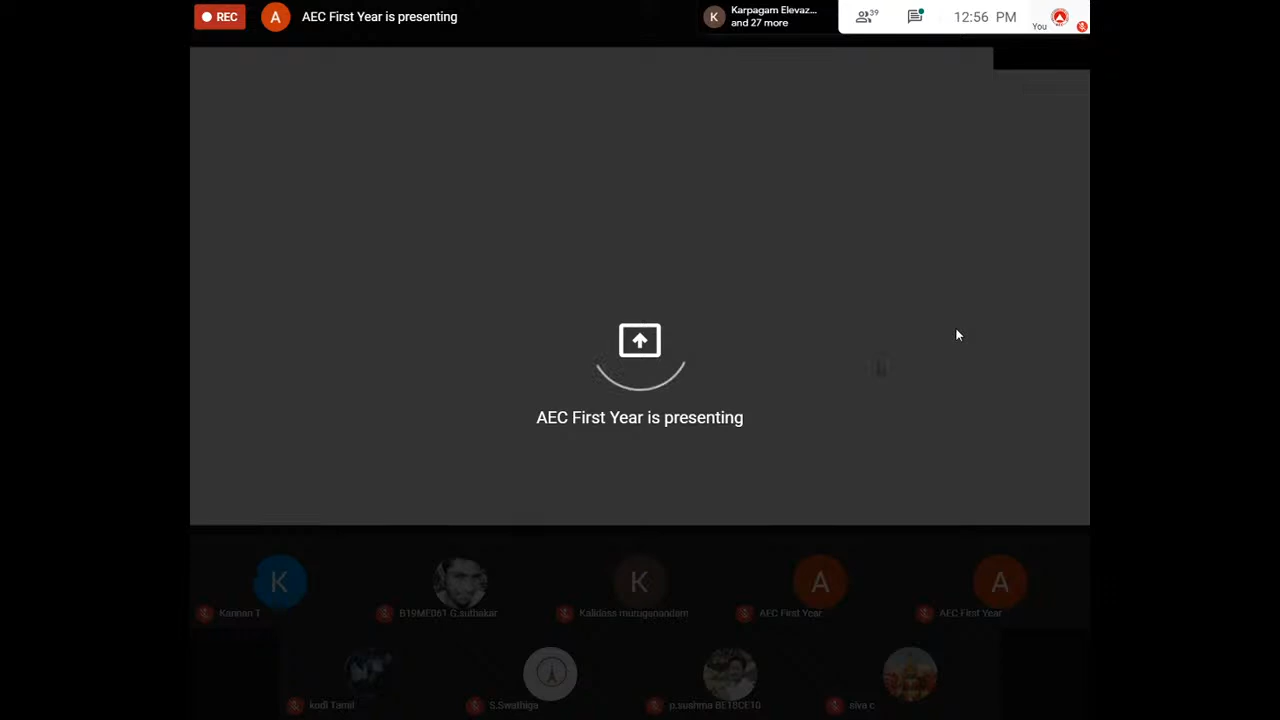 REC
A
AEC First Year is presenting
K
Karpagam Elevaz...
and 27 more
39
12:56 PM
You
AEC First Year is presenting
K
K
A
A
Kannan T
B19ME061 G.suthakar
Kalidass muruganandam
AEC First Year
AEC First Year
kodi Tamil
S.Swathiga
p.sushma BE18CE10
siva c